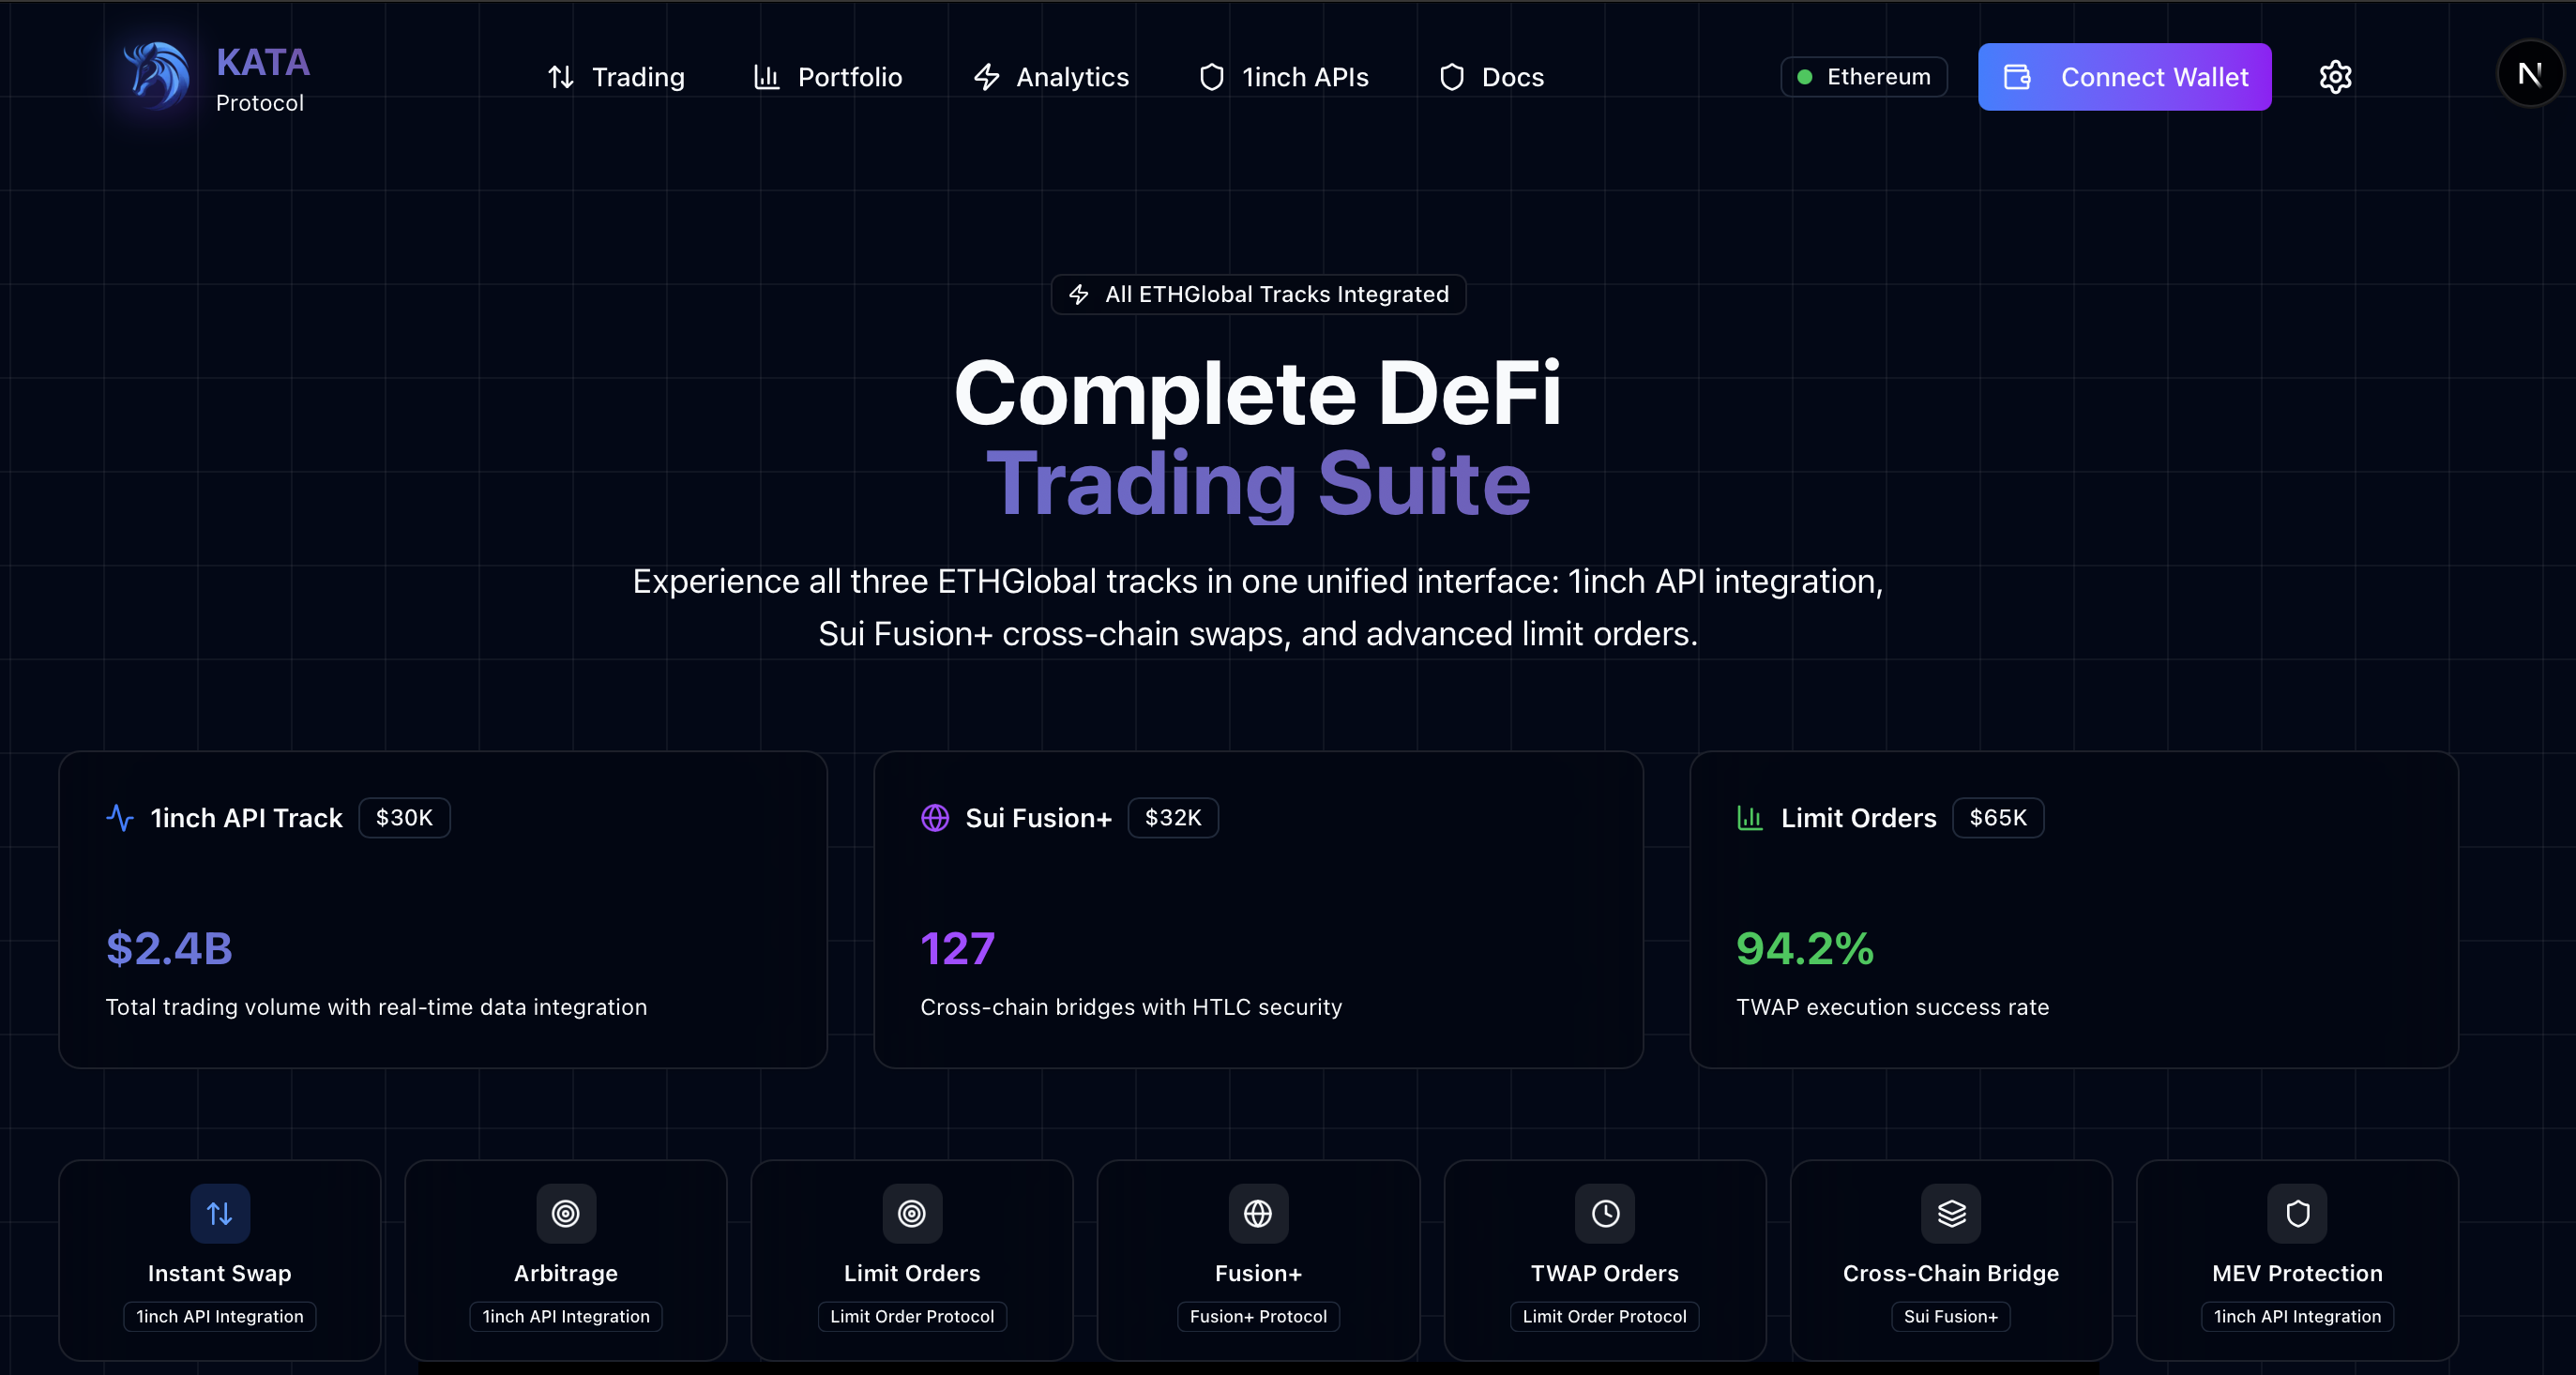 KATA
Protocol
Trading
Portfolio
Analytics
1inch APIs
Docs
Ethereum
Connect Wallet
N
All ETHGlobal Tracks Integrated
Complete DeFi
Trading Suite
Experience all three ETHGlobal tracks in one unified interface: 1inch API integration,
Sui Fusion+ cross-chain swaps, and advanced limit orders.
1inch API Track $30K
$2.4B
Total trading volume with real-time data integration
Sui Fusion+ $32K
127
Cross-chain bridges with HTLC security
Limit Orders $65K
94.2%
TWAP execution success rate
Instant Swap
1inch API Integration
Arbitrage
1inch API Integration
Limit Orders
Limit Order Protocol
Fusion+
Fusion+ Protocol
TWAP Orders
Limit Order Protocol
Cross-Chain Bridge
Sui Fusion+
MEV Protection
1inch API Integration